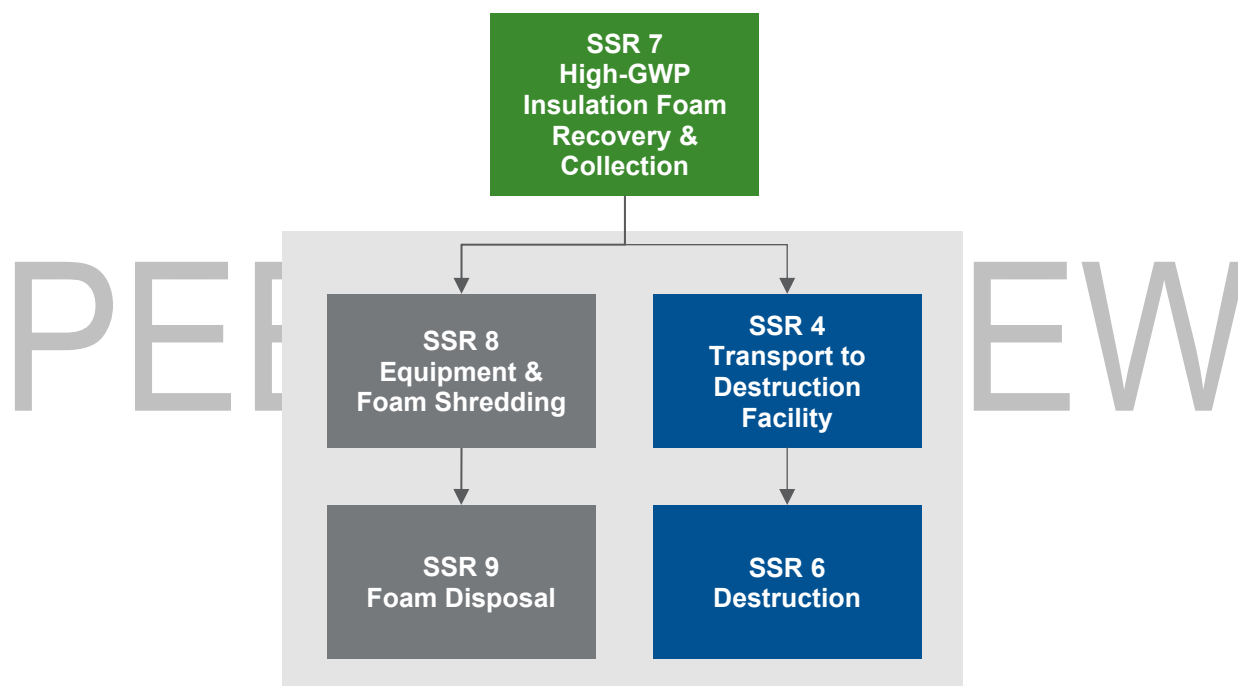 SSR 7
High-GWP
Insulation Foam
Recovery &
Collection
SSR 8
Equipment &
Foam Shredding
SSR 4
Transport to
Destruction
Facility
SSR 9
Foam Disposal
SSR 6
Destruction